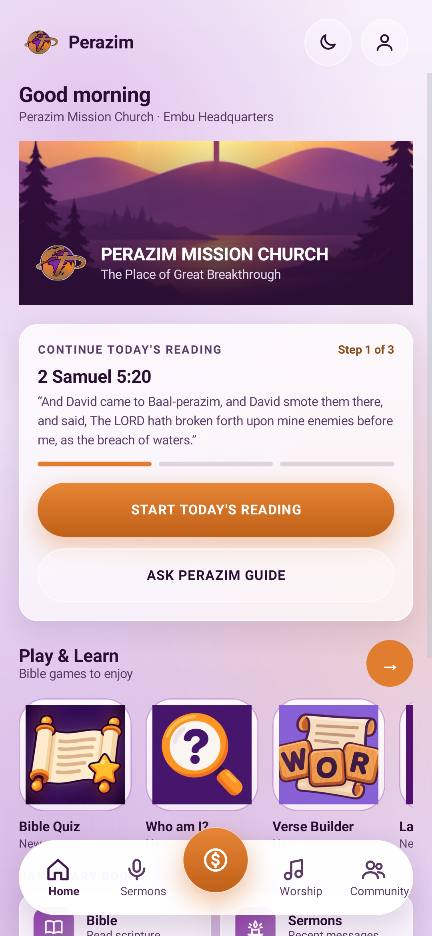 Perazim
Good morning
Perazim Mission Church · Embu Headquarters
PERAZIM MISSION CHURCH
The Place of Great Breakthrough
CONTINUE TODAY'S READING
Step 1 of 3
2 Samuel 5:20
“And David came to Baal-perazim, and David smote them there,
and said, The LORD hath broken forth upon mine enemies before
me, as the breach of waters.”
START TODAY'S READING
ASK PERAZIM GUIDE
Play & Learn
Bible games to enjoy
→
?
W O R
Bible Quiz
Who am I?
Verse Builder
La
Ne
$
Home
Sermons
Worship
Community
Bible
Read scripture
Sermons
Recent messages